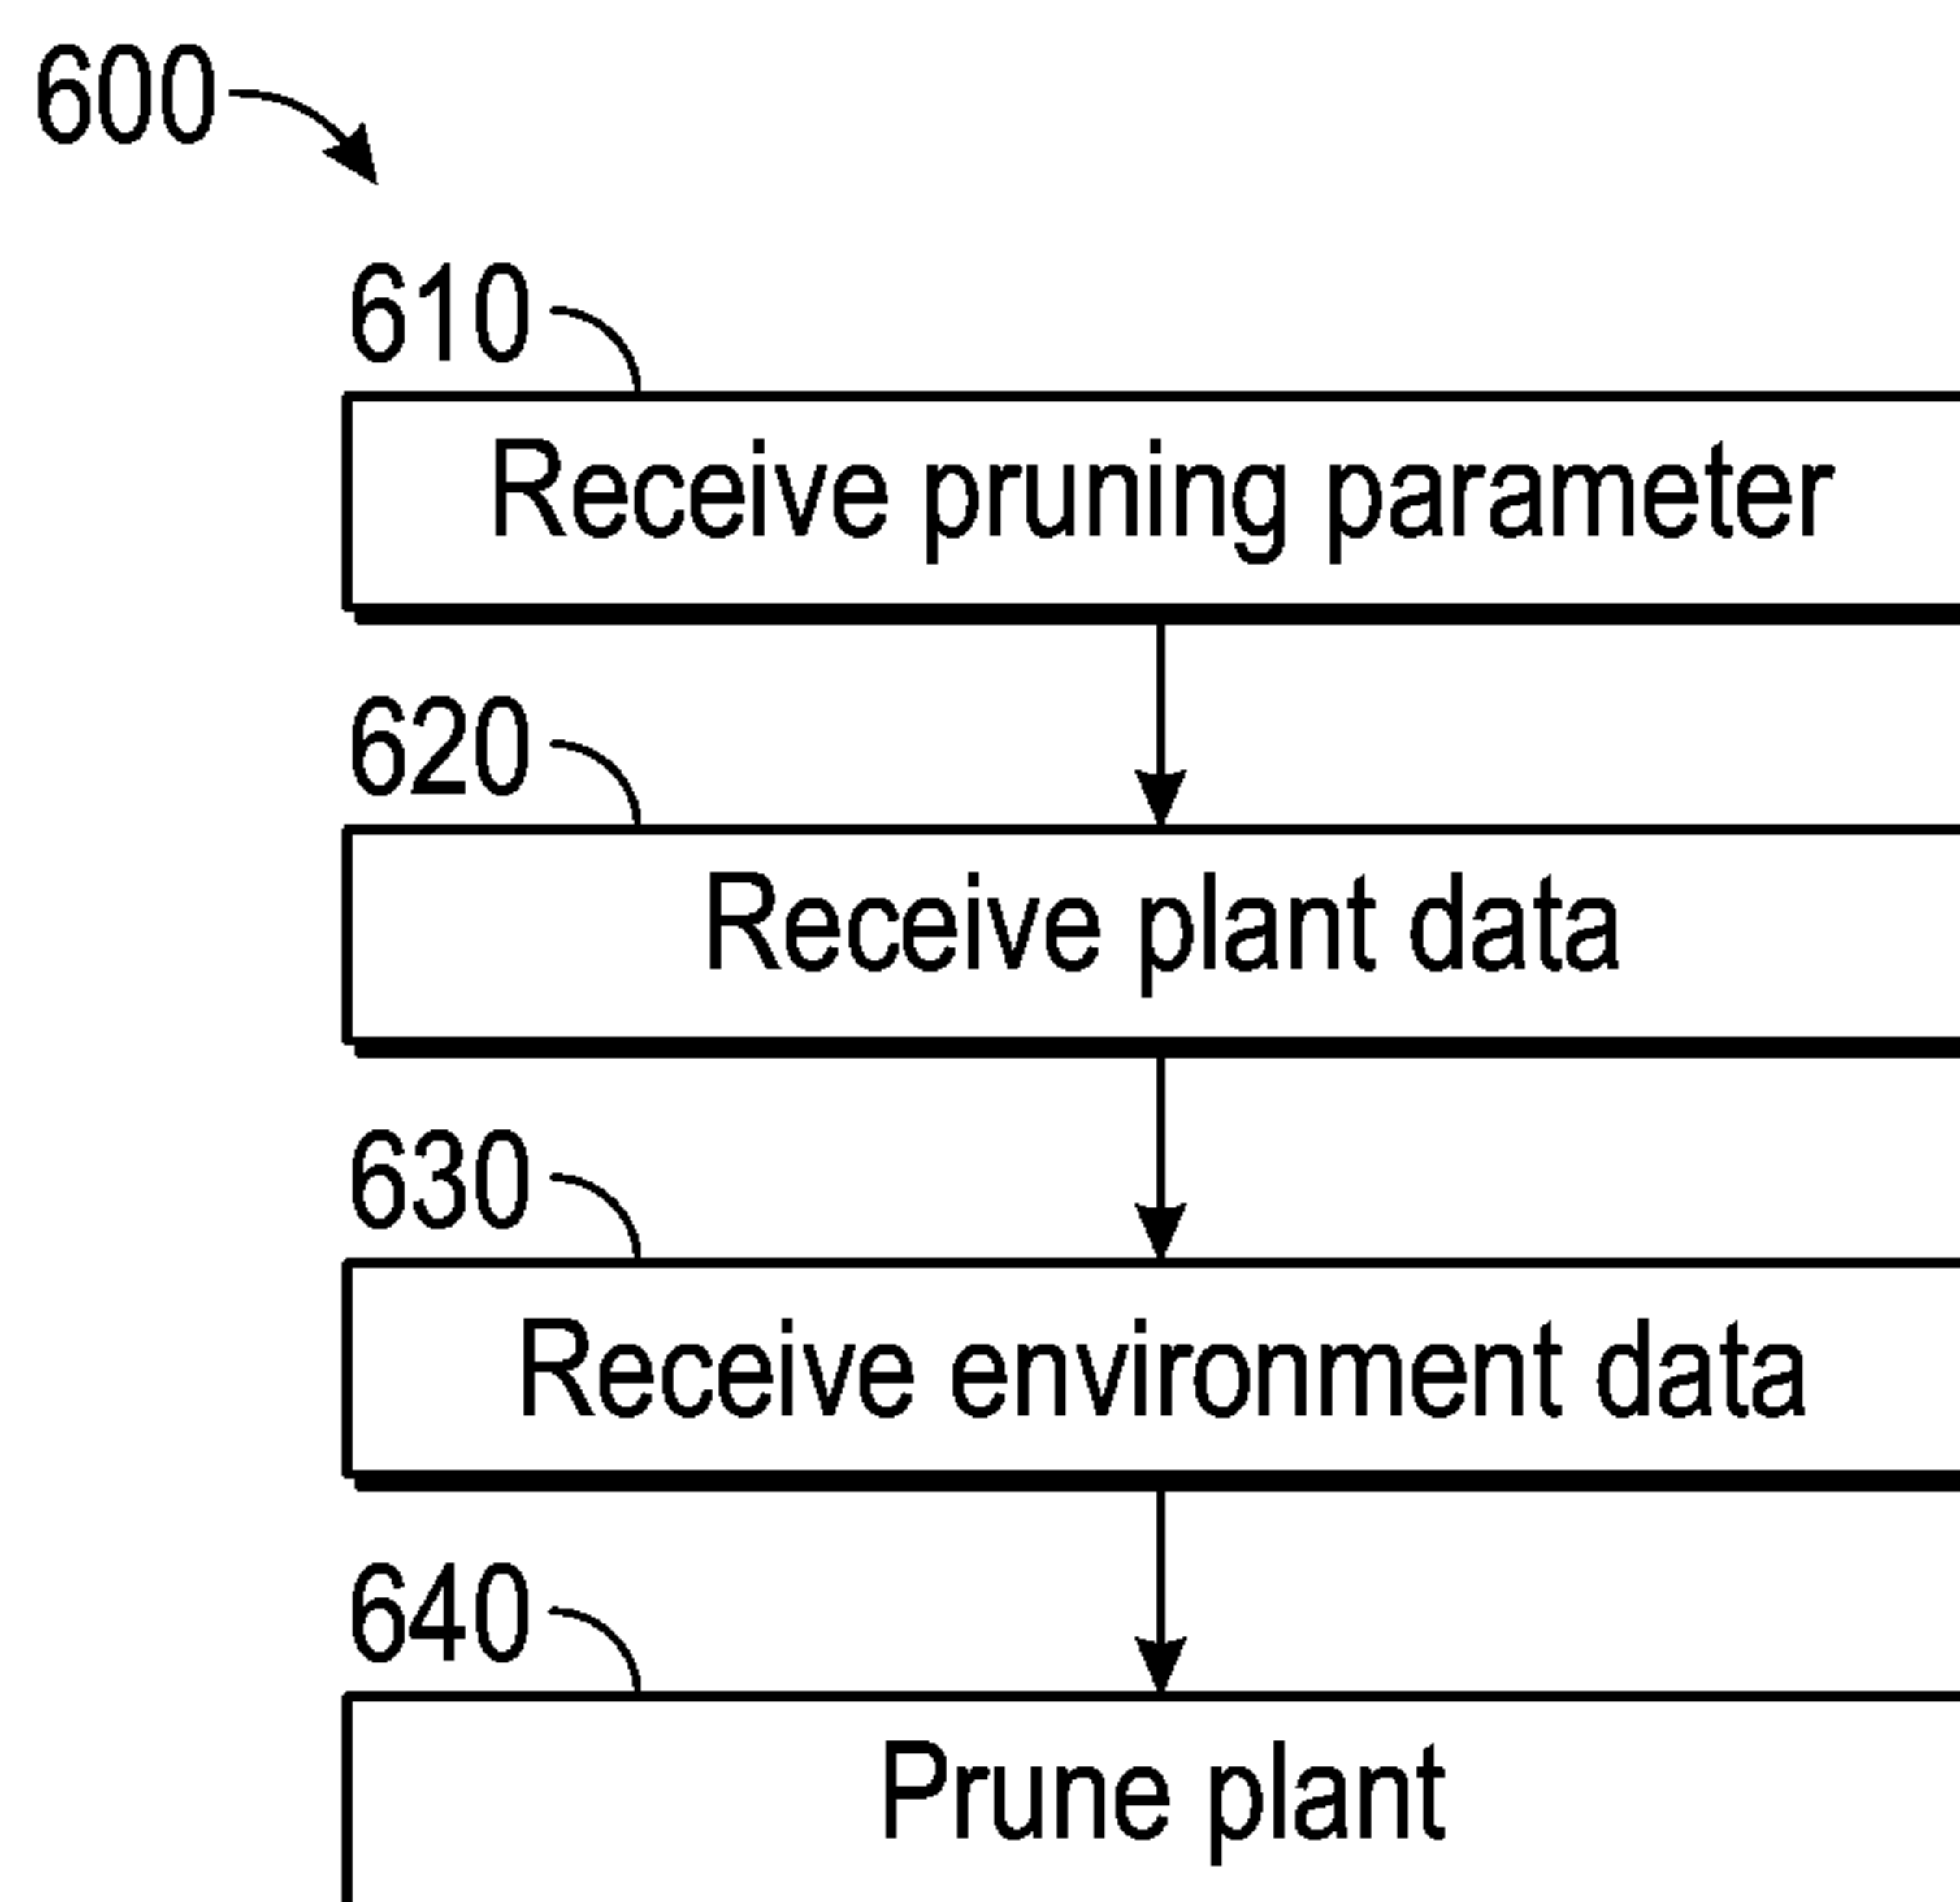 600
610
Receive pruning parameter
620
Receive plant data
630
Receive environment data
640
Prune plant